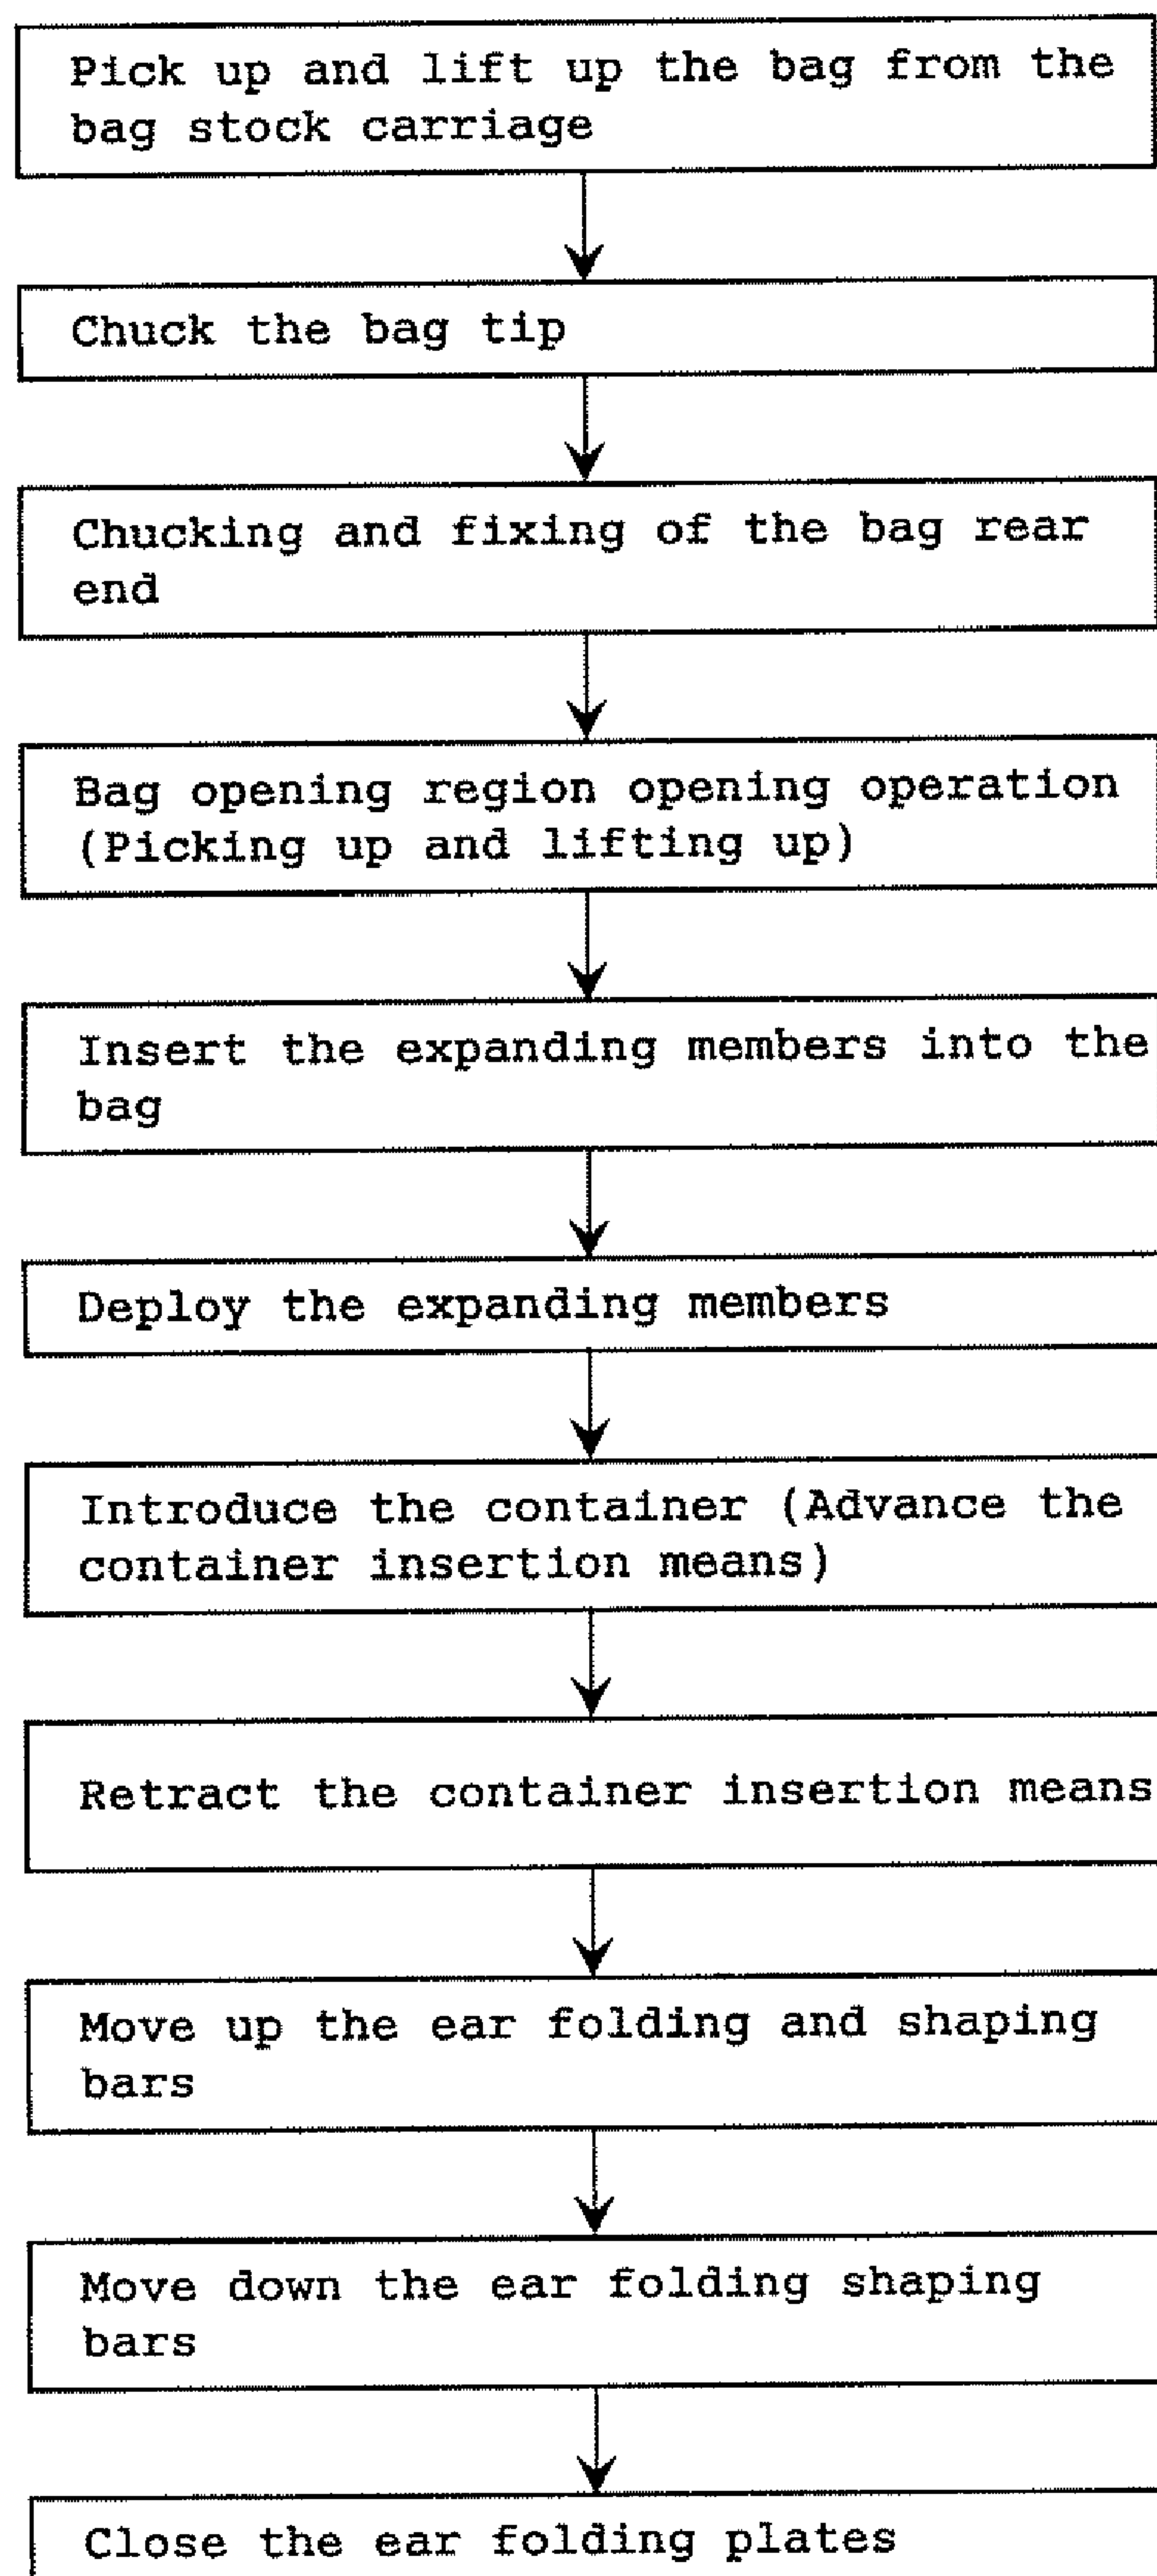 Pick up and lift up the bag from the
bag stock carriage
Chuck the bag tip
Chucking and fixing of the bag rear
end
Bag opening region opening operation
(Picking up and lifting up)
Insert the expanding members into the
bag
Deploy the expanding members
Introduce the container (Advance the
container insertion means)
Retract the container insertion means
Move up the ear folding and shaping
bars
Move down the ear folding shaping
bars
Close the ear folding plates